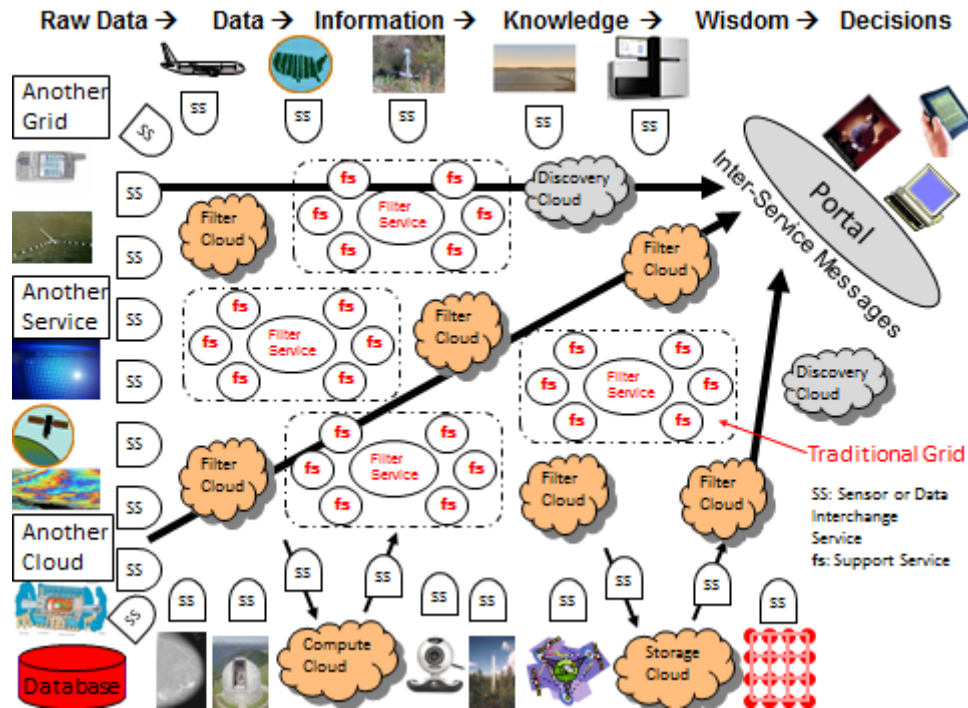 Raw Data → Data → Information → Knowledge → Wisdom → Decisions
Another
Grid
SS
SS
SS
SS
SS
SS
SS
Discovery
Cloud
Portal
Inter-Service Messages
fs
fs
fs
fs
Filter
Service
fs
fs
Filter
Cloud
SS
Filter
Cloud
Another
Service
SS
fs
fs
fs
Filter
Service
fs
fs
fs
Filter
Cloud
fs
fs
fs
Filter
Service
fs
fs
fs
Discovery
Cloud
SS
Traditional Grid
SS
Filter
Cloud
fs
fs
fs
Filter
Service
fs
fs
fs
Filter
Cloud
Filter
Cloud
SS: Sensor or Data
Interchange
Service
fs: Support Service
SS
Another
Cloud
SS
SS
SS
SS
SS
SS
SS
SS
SS
SS
SS
SS
Compute
Cloud
Storage
Cloud
Database